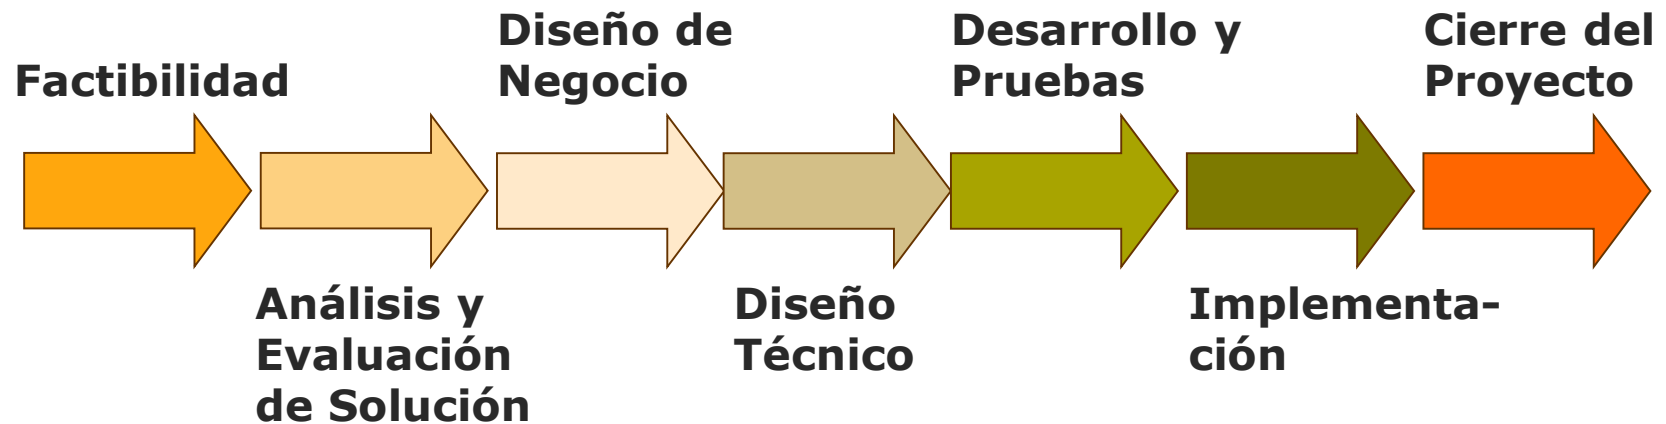 Factibilidad
Análisis y
Evaluación
de Solución
Diseño de
Negocio
Diseño
Técnico
Desarrollo y
Pruebas
Implementa-
ción
Cierre del
Proyecto